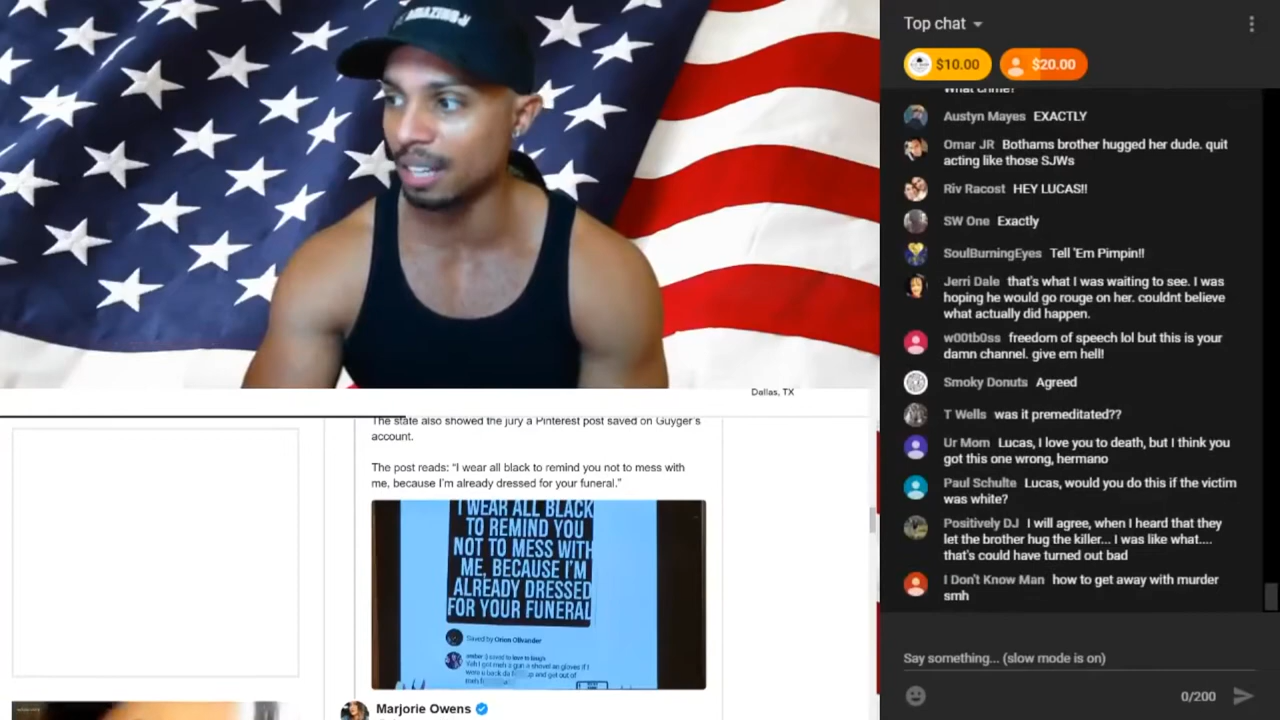 AMAZING
Top chat
$10.00
$20.00
What crime?
Austyn Mayes EXACTLY
Omar JR Bothams brother hugged her dude. quit
acting like those SJWs
Riv Racost HEY LUCAS!!
SW One Exactly
SoulBurningEyes Tell 'Em Pimpin!!
Jerri Dale that's what I was waiting to see. I was
hoping he would go rouge on her. couldnt believe
what actually did happen.
w00tb0ss freedom of speech lol but this is your
damn channel. give em hell!
Smoky Donuts Agreed
T Wells was it premeditated??
Ur Mom Lucas, I love you to death, but I think you
got this one wrong, hermano
Paul Schulte Lucas, would you do this if the victim
was white?
Positively DJ I will agree, when I heard that they
let the brother hug the killer... I was like what....
that's could have turned out bad
I Don't Know Man how to get away with murder
smh
Say something... (slow mode is on)
0/200
Dallas, TX
The state also showed the jury a Pinterest post saved on Guyger's
account.
The post reads: "I wear all black to remind you not to mess with
me, because I'm already dressed for your funeral."
I WEAR ALL BLACK
TO REMIND YOU
NOT TO MESS WITH
ME, BECAUSE I'M
ALREADY DRESSED
FOR YOUR FUNERAL
Saved by Orion Olivander
Marjorie Owens